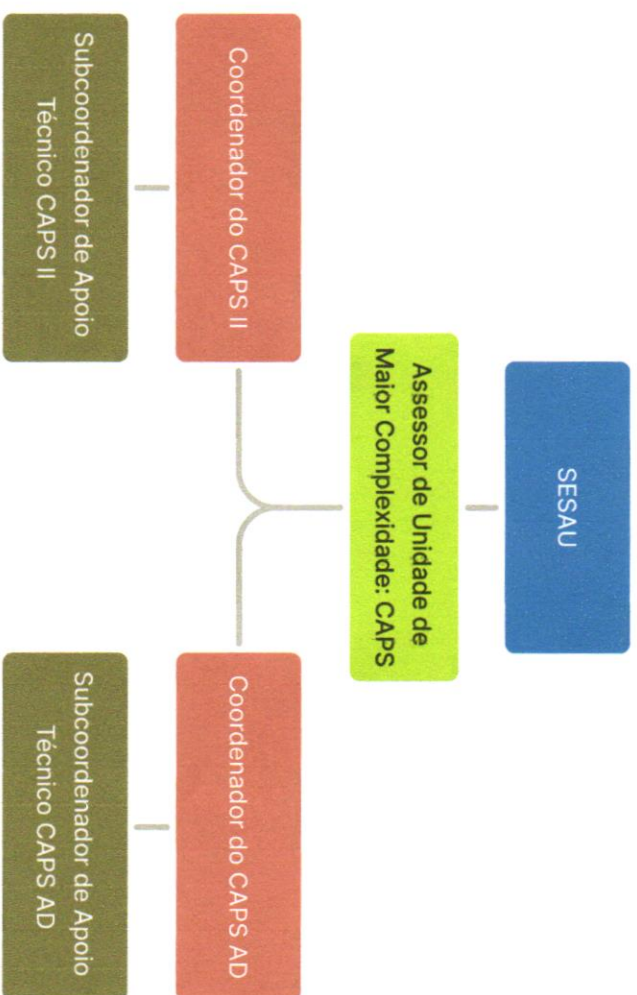 SESAU
Assessor de Unidade de
Maior Complexidade: CAPS
Coordenador do CAPS II
Coordenador do CAPS AD
Subcoordenador de Apoio
Técnico CAPS II
Subcoordenador de Apoio
Técnico CAPS AD